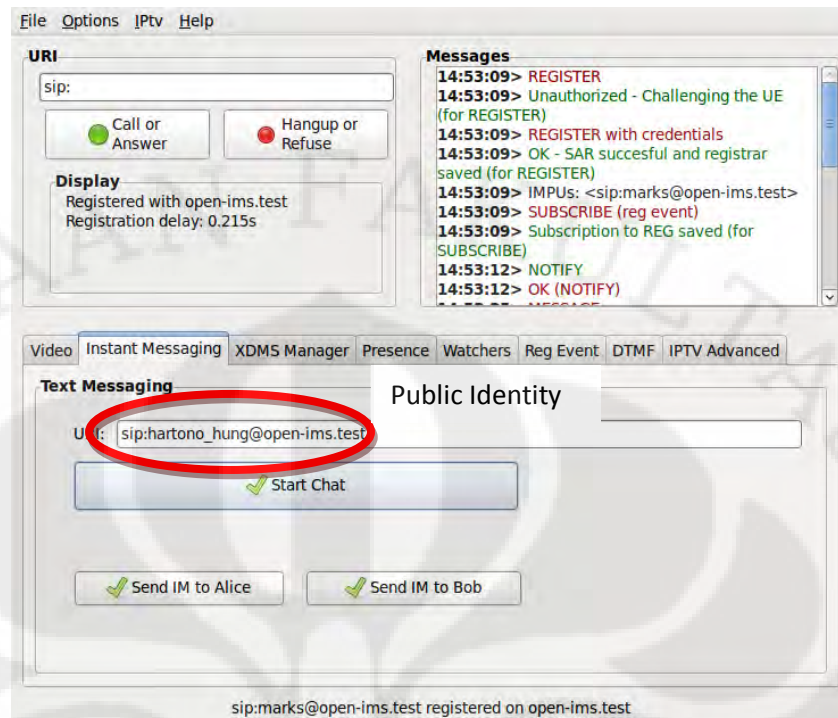 File Options IPtv Help
URI
sip:
Call or
Answer
Hangup or
Refuse
Display
Registered with open-ims.test
Registration delay: 0.215s
Messages
14:53:09> REGISTER
14:53:09> Unauthorized - Challenging the UE
(for REGISTER)
14:53:09> REGISTER with credentials
14:53:09> OK - SAR succesful and registrar
saved (for REGISTER)
14:53:09> IMPUs: <sip:marks@open-ims.test>
14:53:09> SUBSCRIBE (reg event)
14:53:09> Subscription to REG saved (for
SUBSCRIBE)
14:53:12> NOTIFY
14:53:12> OK (NOTIFY)
Video Instant Messaging XDMS Manager Presence Watchers Reg Event DTMF IPTV Advanced
Text Messaging
Public Identity
sip:hartono_hung@open-ims.test
Start Chat
Send IM to Alice
Send IM to Bob
sip:marks@open-ims.test registered on open-ims.test